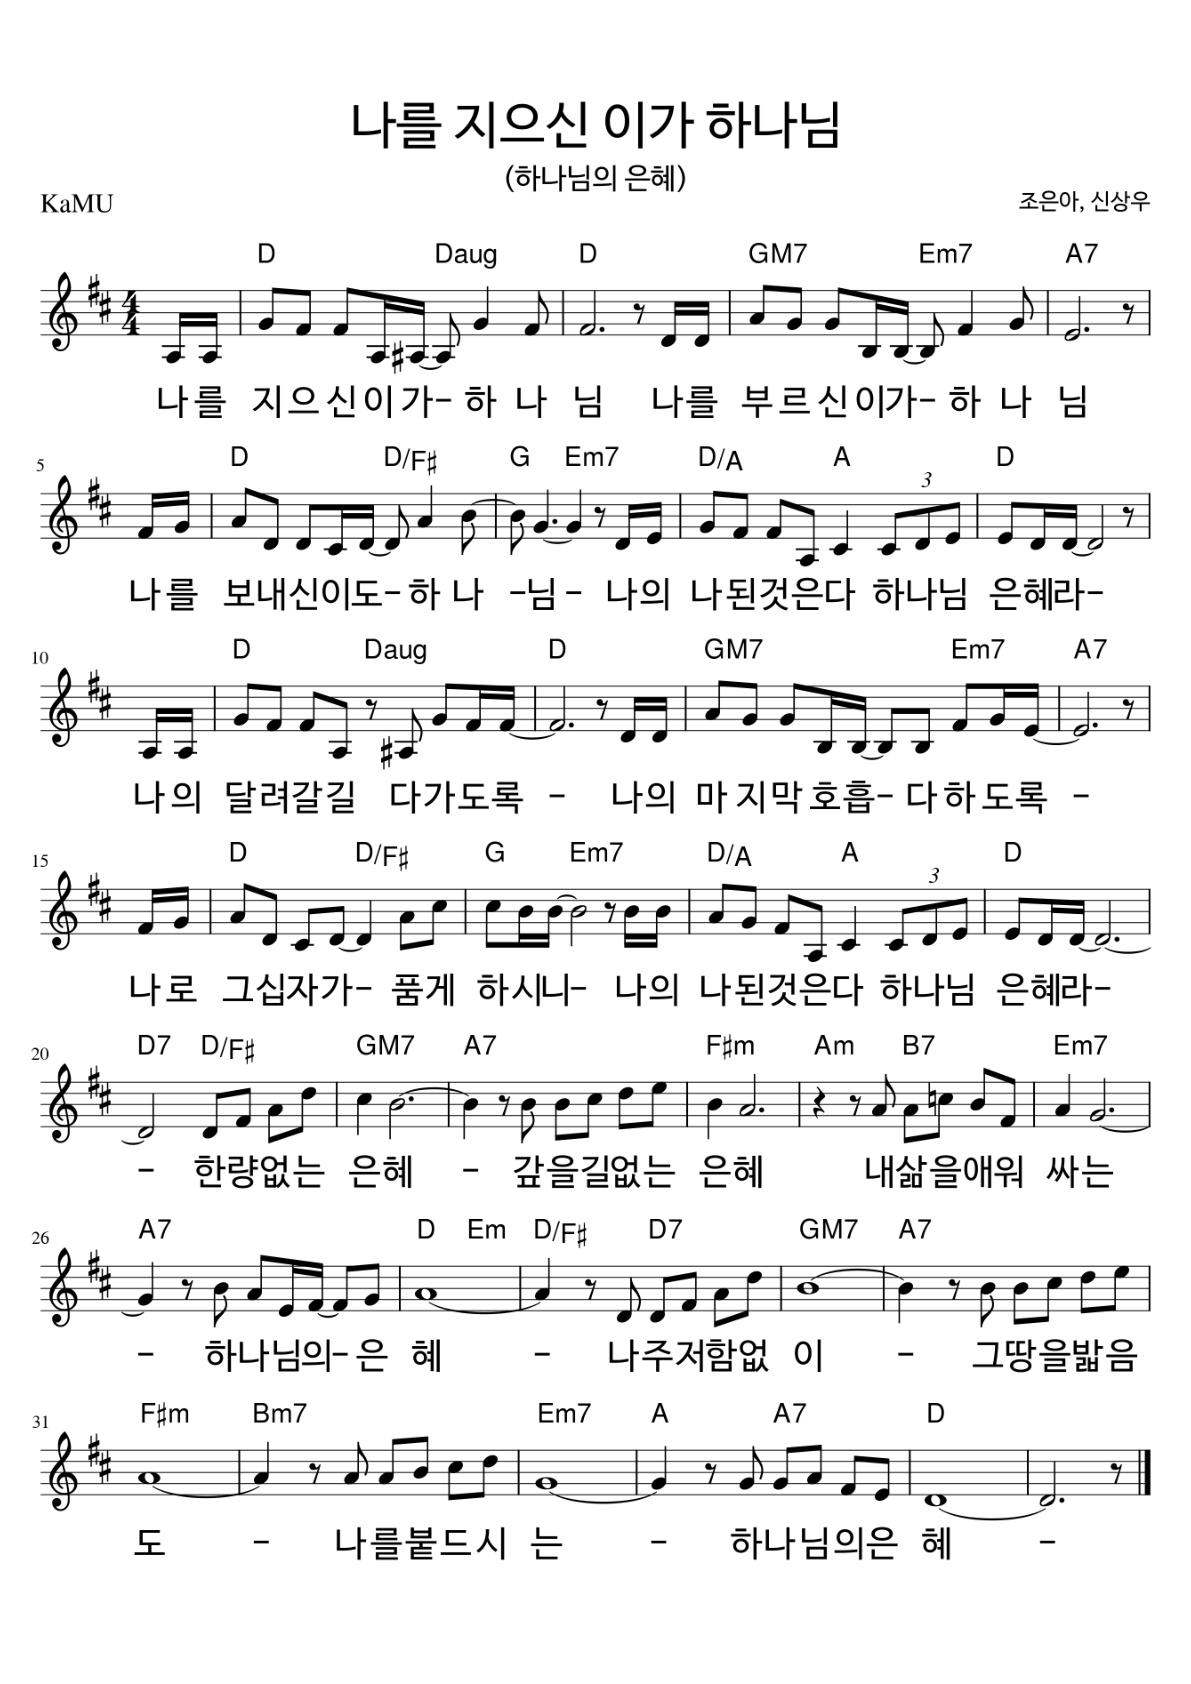 나를 지으신 이가 하나님
(하나님의 은혜)
KaMU
조은아, 신상우
D Daug D GM7 Em7 A7
나를 지으신이가- 하 나 님 나를 부르신이가- 하 나 님
5
D D/F♯ G Em7 D/A A 3 D
나를 보내신이도- 하 나 -님 - 나의 나된것은다 하나님 은혜라-
10
D Daug D GM7 Em7 A7
나의 달려갈길 다가도록 - 나의 마지막호흡- 다하도록 -
15
D D/F♯ G Em7 D/A A 3 D
나로 그십자가- 품게 하시니- 나의 나된것은다 하나님 은혜라-
20
D7 D/F♯ GM7 A7 F♯m Am B7 Em7
- 한량없는 은혜 - 갚을길없는 은혜 내삶을애워 싸는
26
A7 D Em D/F♯ D7 GM7 A7
- 하나님의- 은 혜 - 나주저함없 이 - 그땅을밟음
31
F♯m Bm7 Em7 A A7 D
도 - 나를붙드시 는 - 하나님의은 혜 -